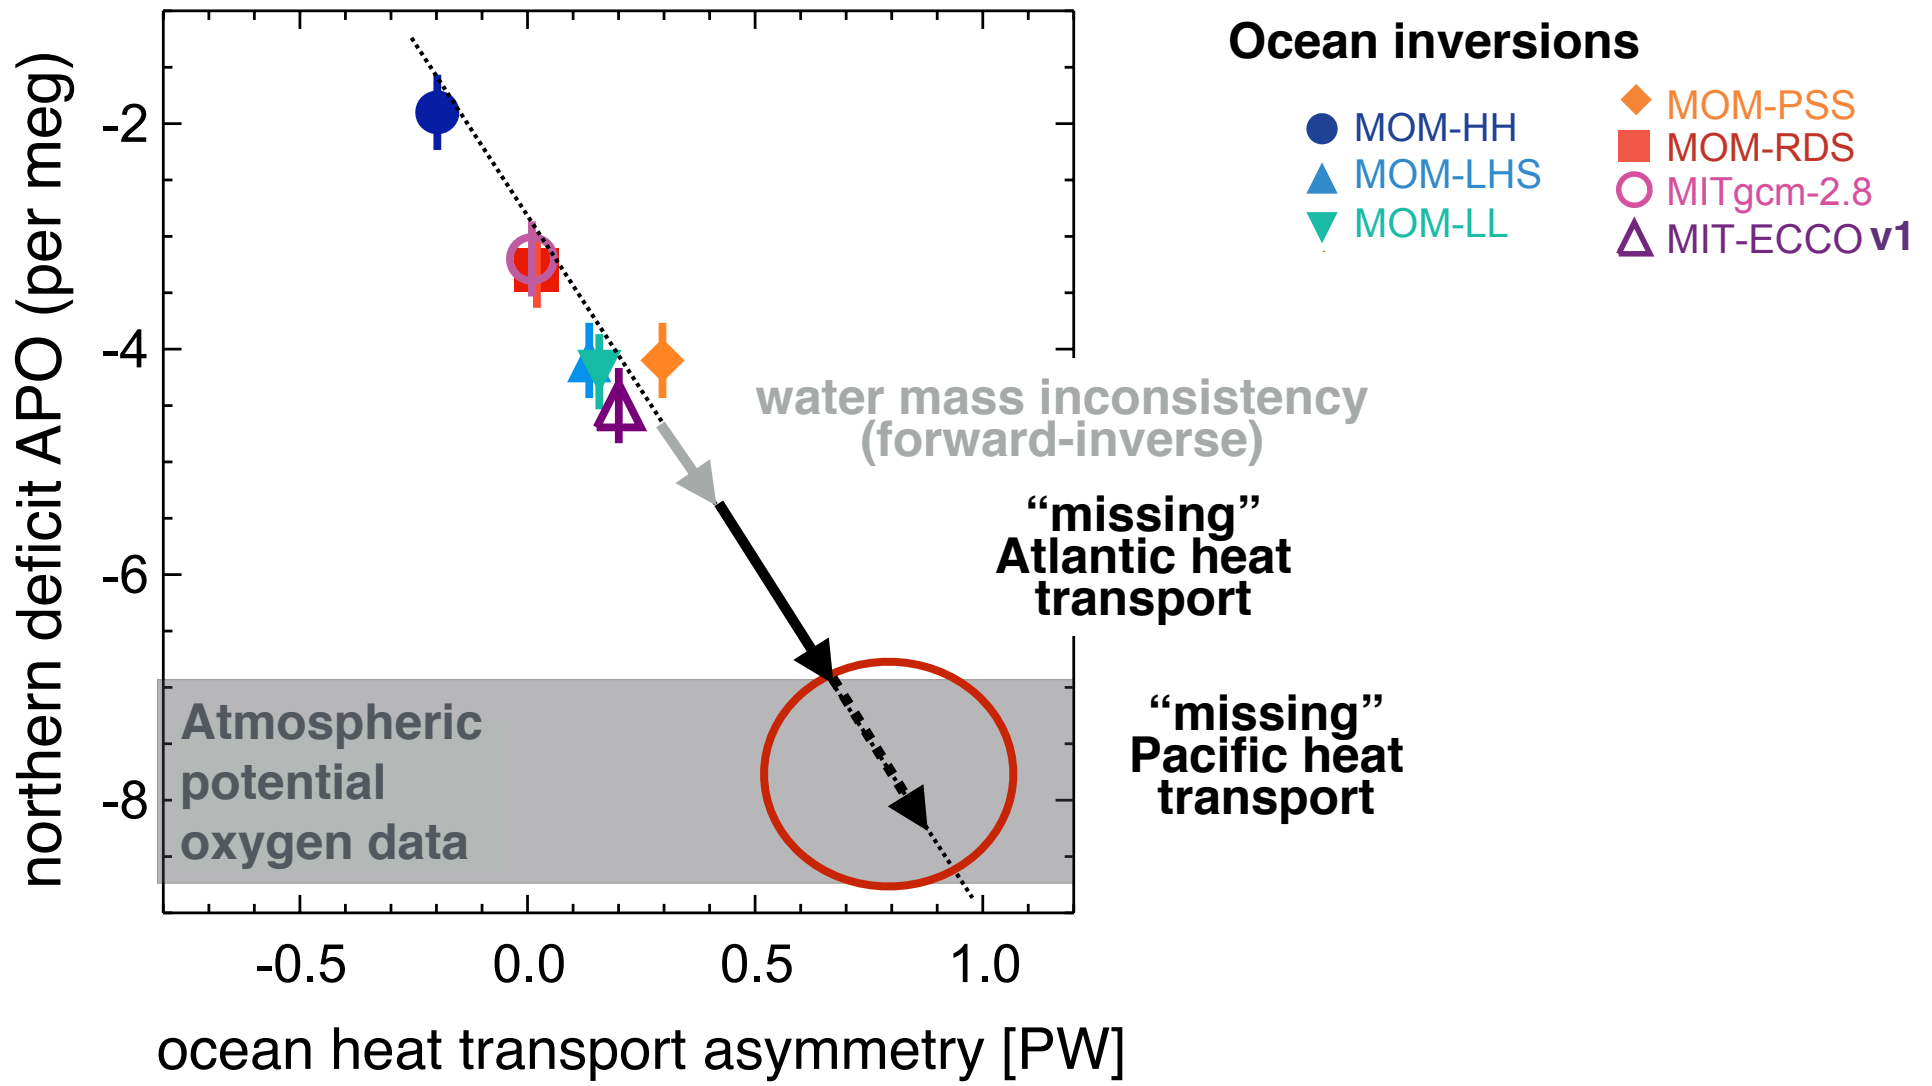 northern deficit APO (per meg)
-2
-4
-6
-8
-0.5
0.0
0.5
1.0
ocean heat transport asymmetry [PW]
Ocean inversions
MOM-HH
MOM-LHS
MOM-LL
MOM-PSS
MOM-RDS
MITgcm-2.8
MIT-ECCO v1
water mass inconsistency
(forward-inverse)
“missing”
Atlantic heat
transport
“missing”
Pacific heat
transport
Atmospheric
potential
oxygen data